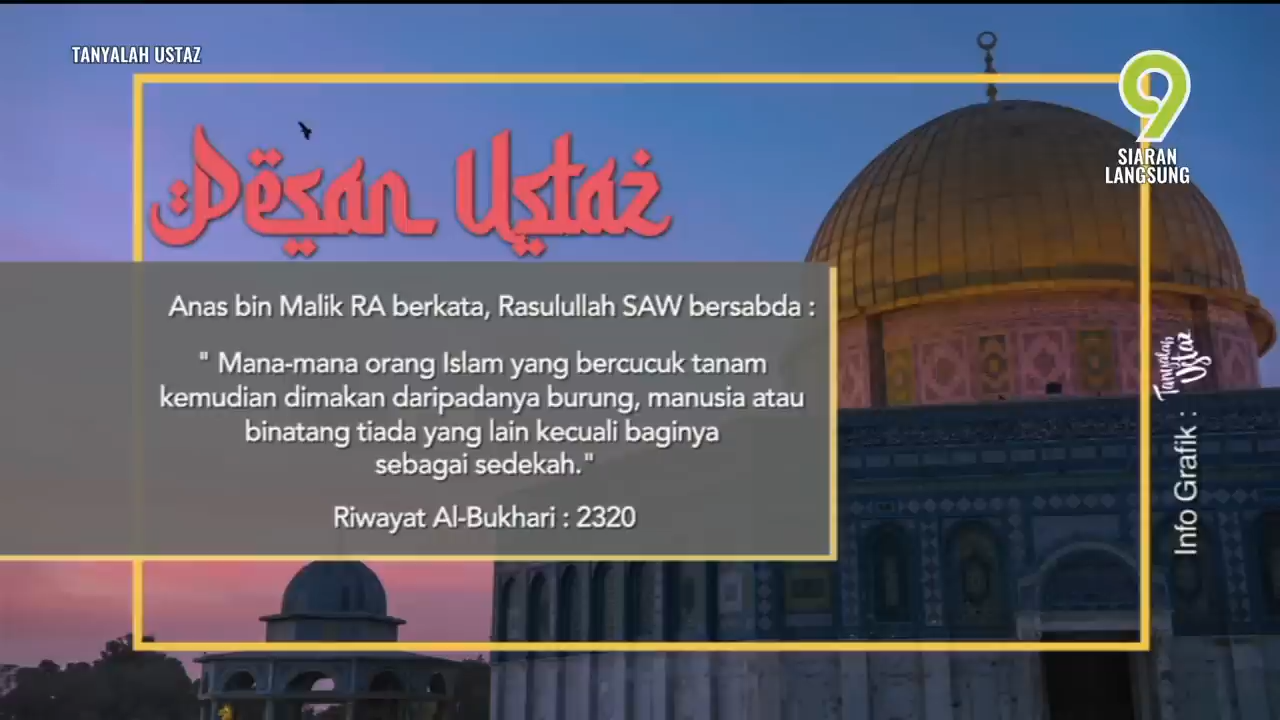 TANYALAH USTAZ
9
SIARAN
LANGSUNG
Pesan Ustaz
Anas bin Malik RA berkata, Rasulullah SAW bersabda :
" Mana-mana orang Islam yang bercucuk tanam
kemudian dimakan daripadanya burung, manusia atau
binatang tiada yang lain kecuali baginya
sebagai sedekah."
Riwayat Al-Bukhari : 2320
Info Grafik : Tanyalah
Ustaz